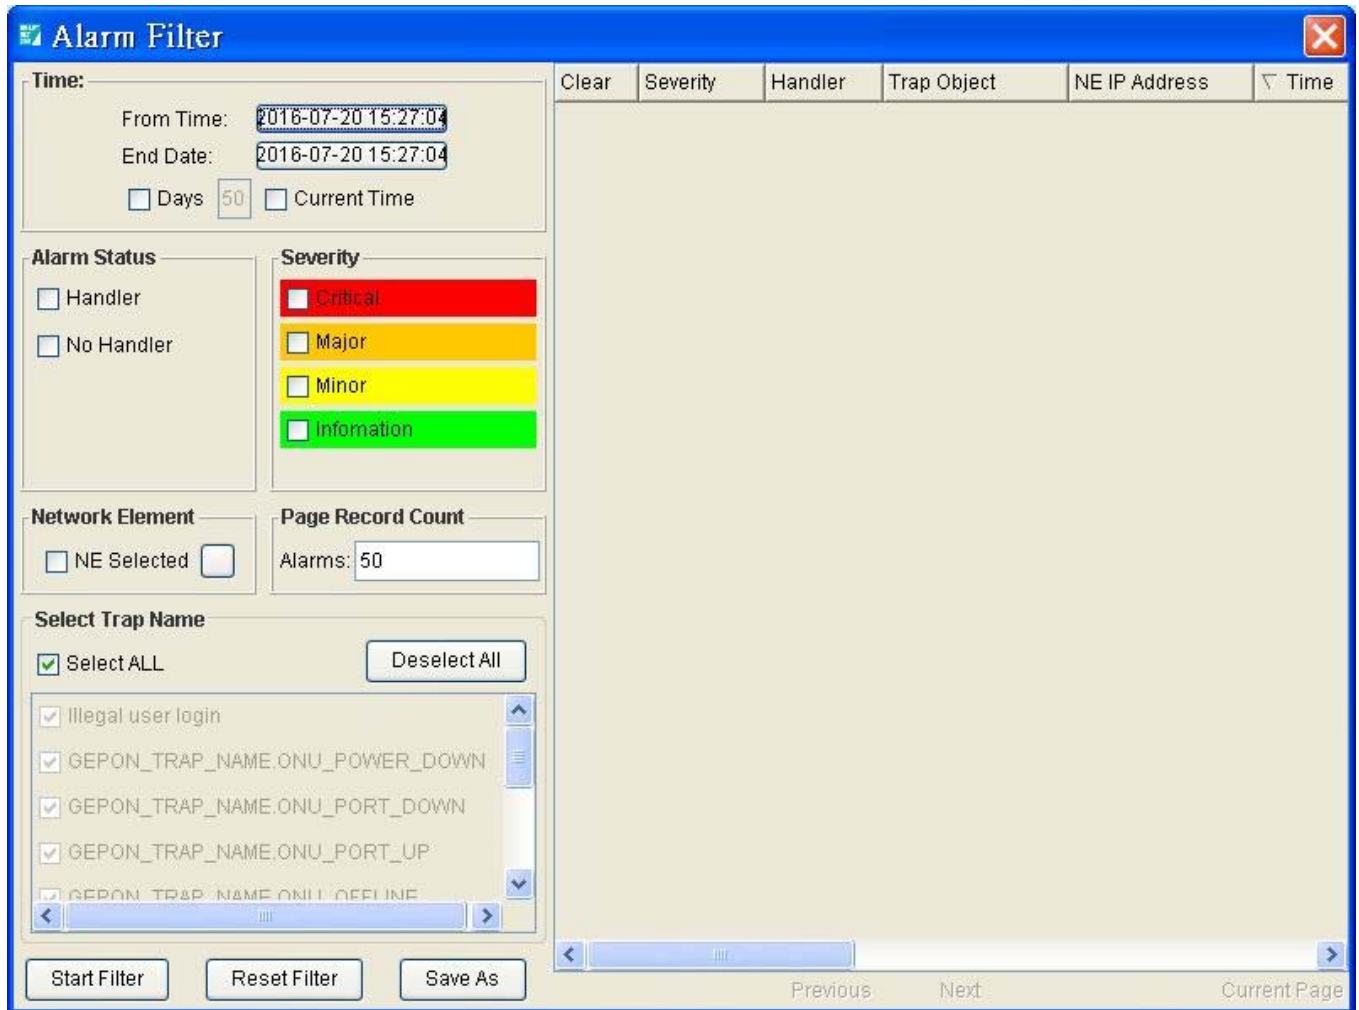 Alarm Filter
Time:
From Time: 2016-07-20 15:27:04
End Date: 2016-07-20 15:27:04
Days 50 Current Time
Alarm Status
Handler
No Handler
Severity
Critical
Major
Minor
Infomation
Network Element
NE Selected
Page Record Count
Alarms: 50
Select Trap Name
Select ALL Deselect All
Illegal user login
GEPON_TRAP_NAME.ONU_POWER_DOWN
GEPON_TRAP_NAME.ONU_PORT_DOWN
GEPON_TRAP_NAME.ONU_PORT_UP
GEPON_TRAP_NAME.ONU_OFFLINE
Start Filter Reset Filter Save As
Clear Severity Handler Trap Object NE IP Address Time
Previous Next Current Page